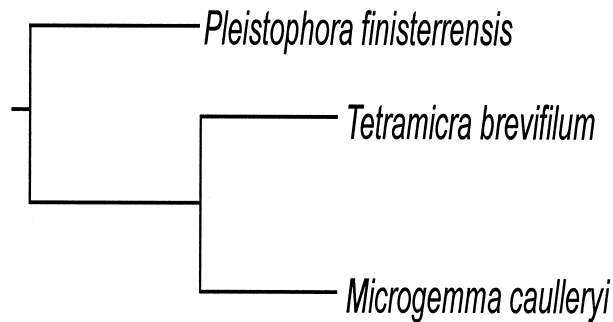 Pleistophora finisterrensis
Tetramicra brevifilum
Microgemma caulleryi